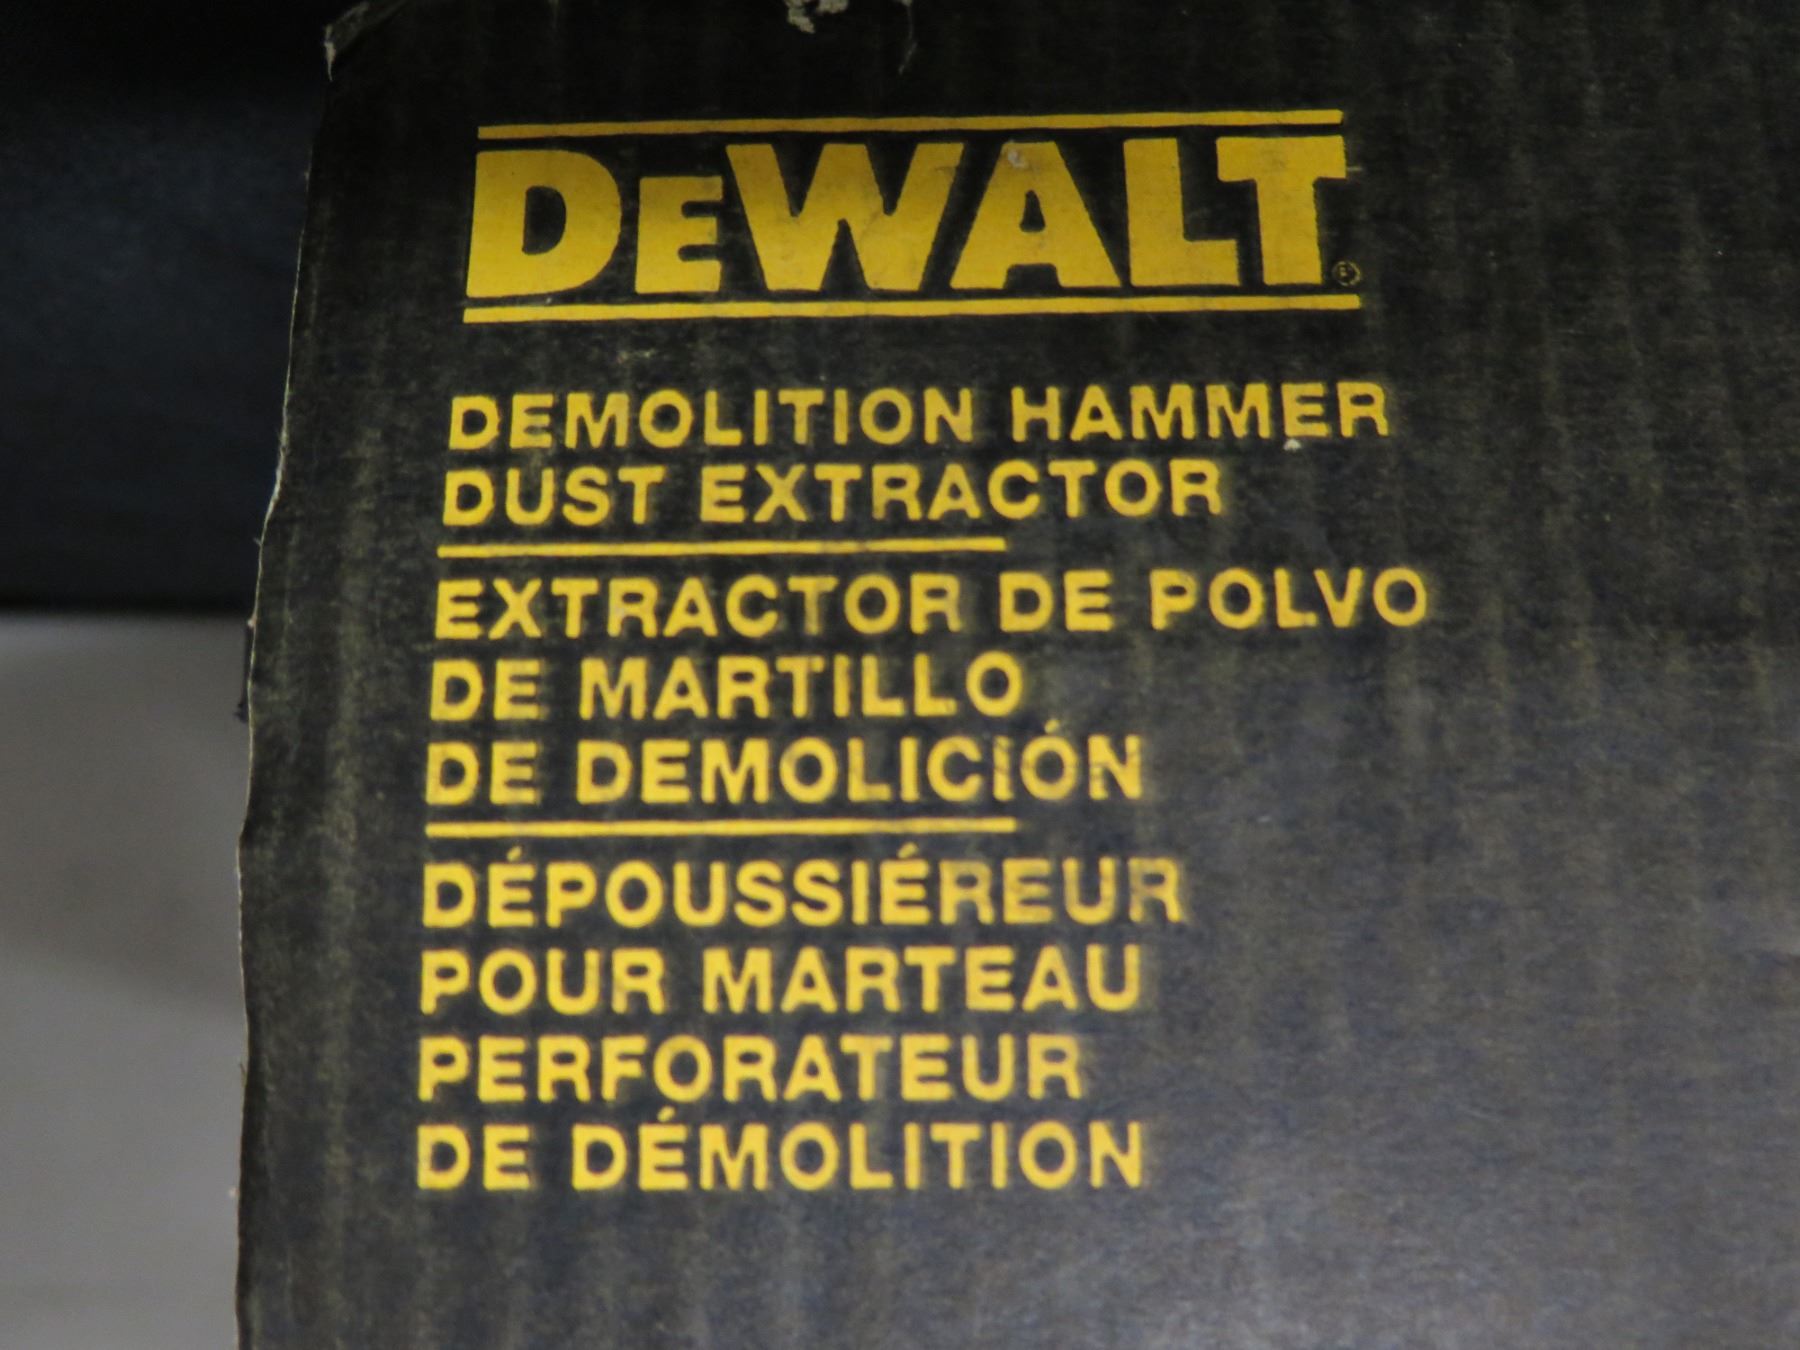 DEWALT®
DEMOLITION HAMMER
DUST EXTRACTOR
EXTRACTOR DE POLVO
DE MARTILLO
DE DEMOLICIÓN
DÉPOUSSIÉREUR
POUR MARTEAU
PERFORATEUR
DE DÉMOLITION